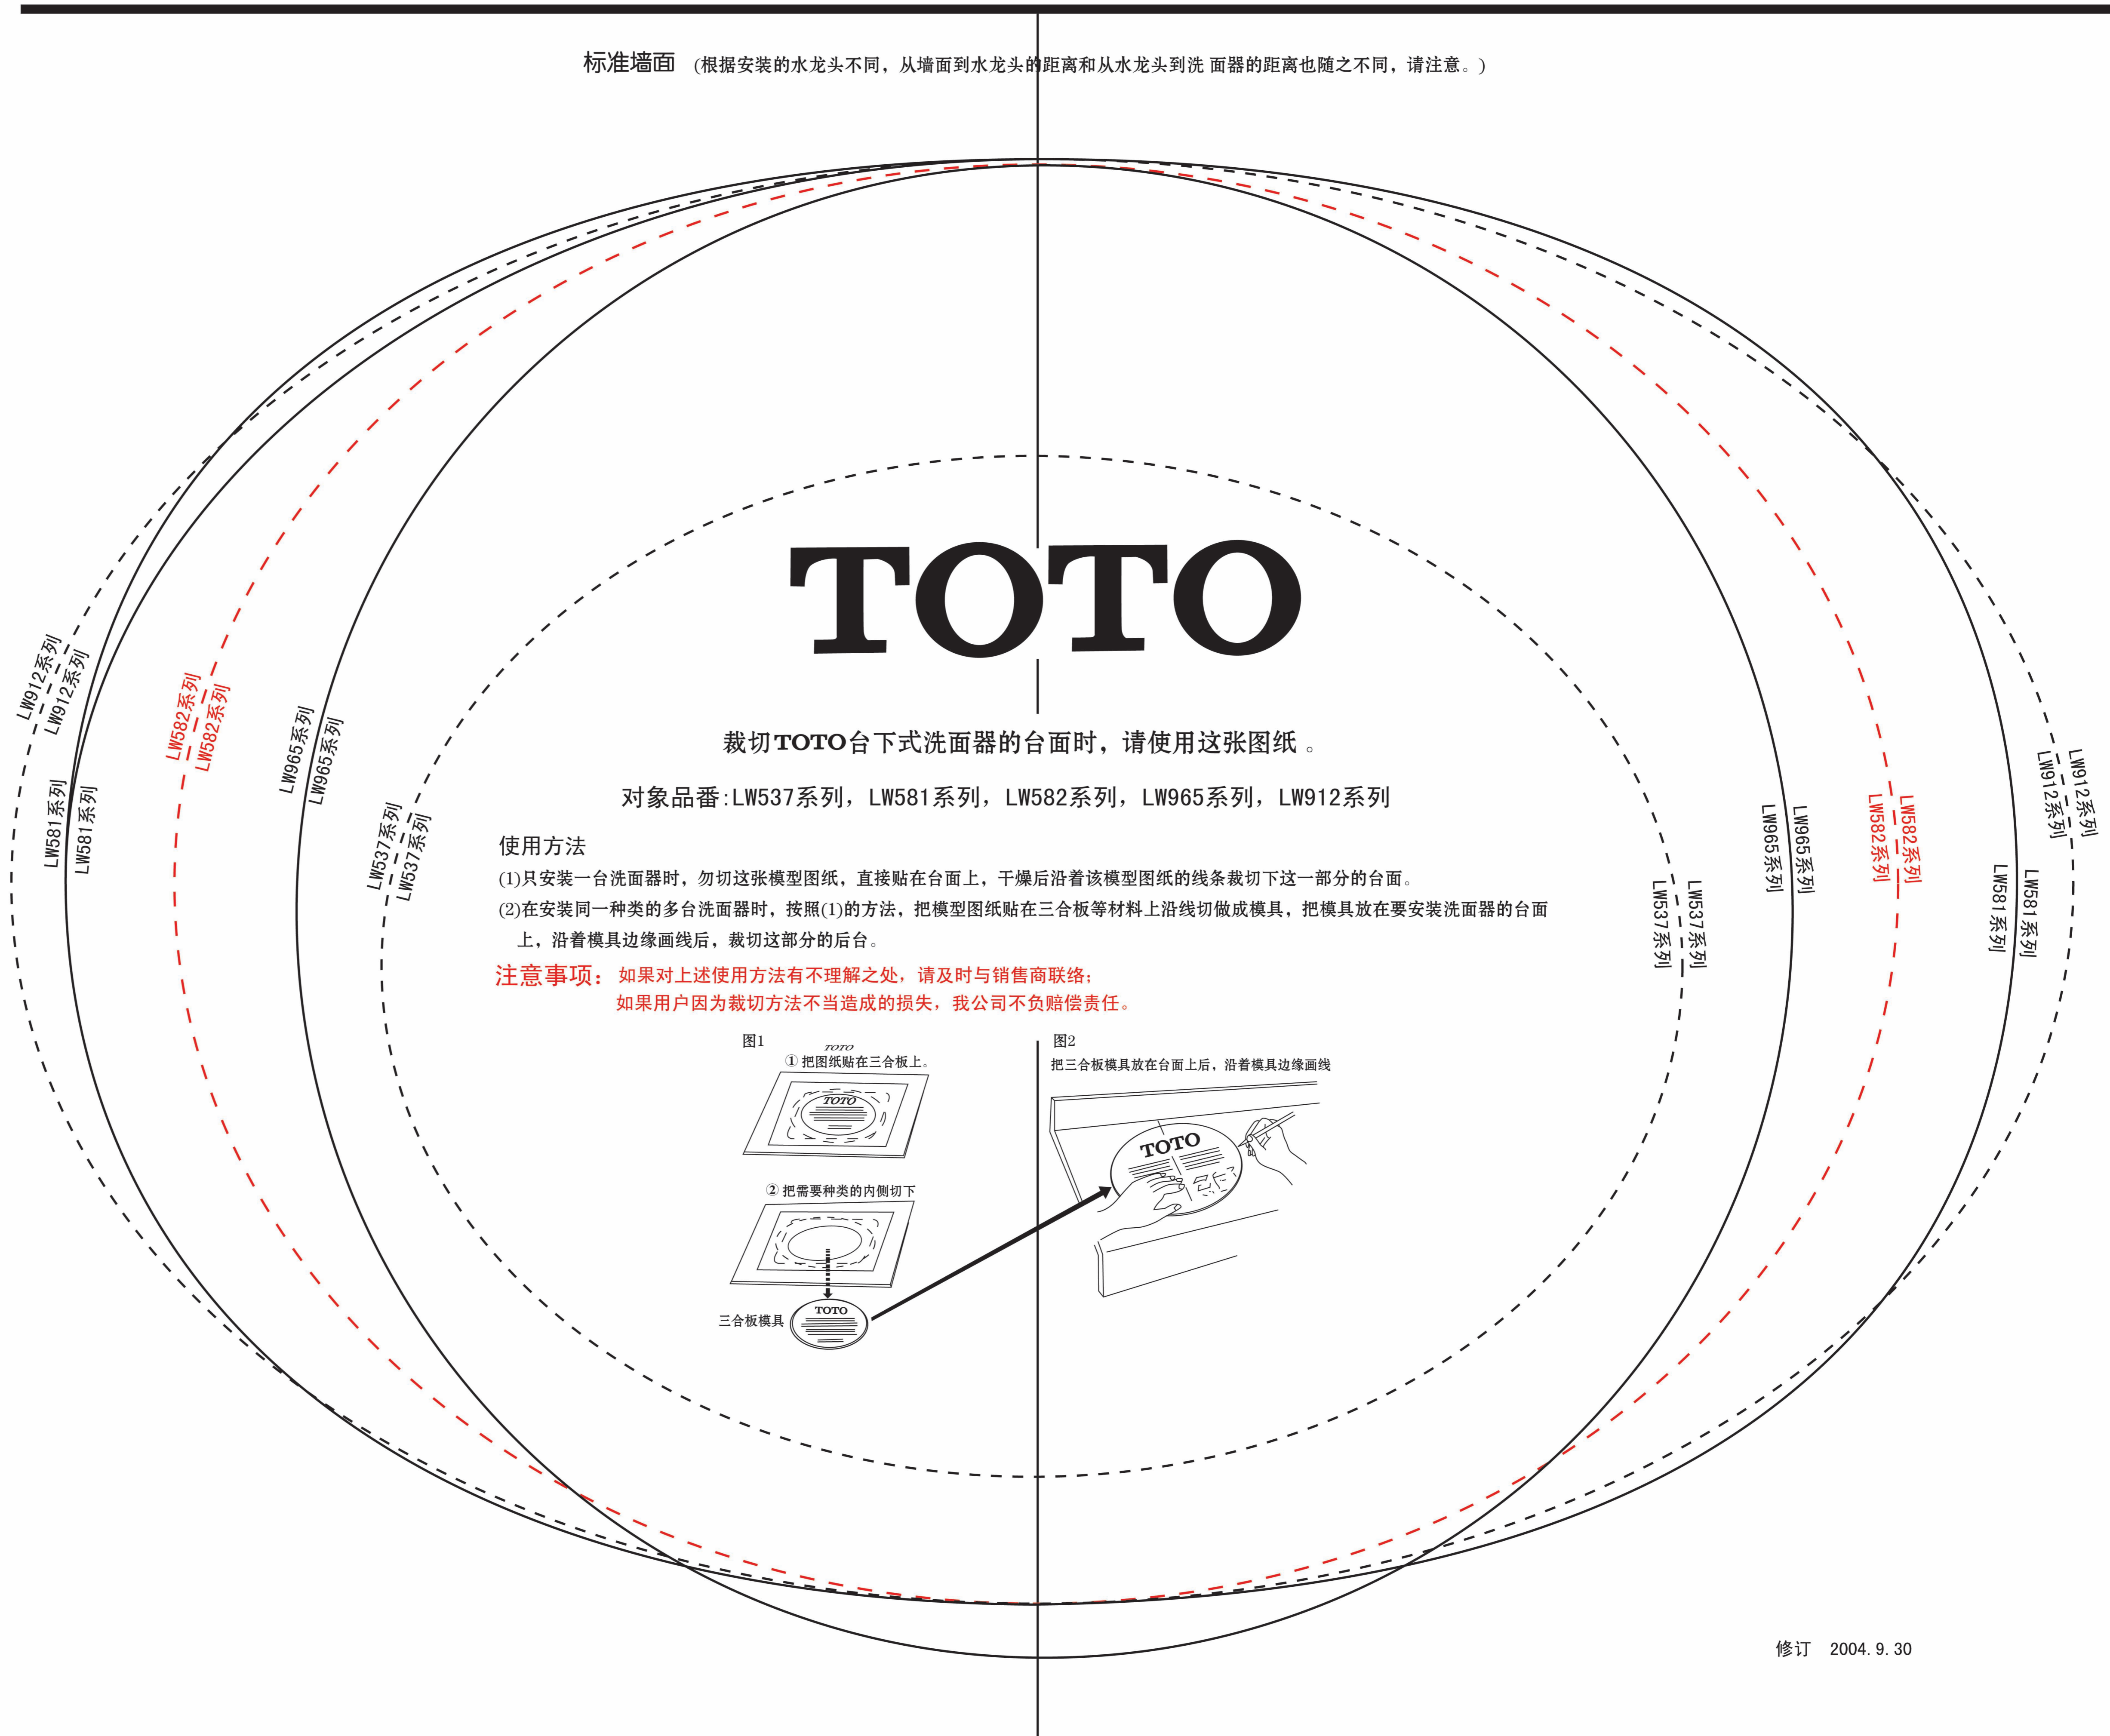 标准墙面 (根据安装的水龙头不同，从墙面到水龙头的距离和从水龙头到洗 面器的距离也随之不同，请注意。)
TOTO
LW912系列
LW912系列
LW582系列
LW582系列
LW965系列
LW965系列
LW581系列
LW581系列
LW537系列
LW537系列
LW912系列
LW912系列
LW582系列
LW582系列
LW965系列
LW965系列
LW581系列
LW581系列
LW537系列
LW537系列
裁切TOTO台下式洗面器的台面时，请使用这张图纸 。
对象品番:LW537系列，LW581系列，LW582系列，LW965系列，LW912系列
使用方法
(1)只安装一台洗面器时，勿切这张模型图纸，直接贴在台面上，干燥后沿着该模型图纸的线条裁切下这一部分的台面。
(2)在安装同一种类的多台洗面器时，按照(1)的方法，把模型图纸贴在三合板等材料上沿线切做成模具，把模具放在要安装洗面器的台面
上，沿着模具边缘画线后，裁切这部分的后台。
注意事项：如果对上述使用方法有不理解之处，请及时与销售商联络；
如果用户因为裁切方法不当造成的损失，我公司不负赔偿责任。
图1
TOTO
① 把图纸贴在三合板上。
TOTO
② 把需要种类的内侧切下
三合板模具
TOTO
图2
把三合板模具放在台面上后，沿着模具边缘画线
TOTO
修订 2004.9.30